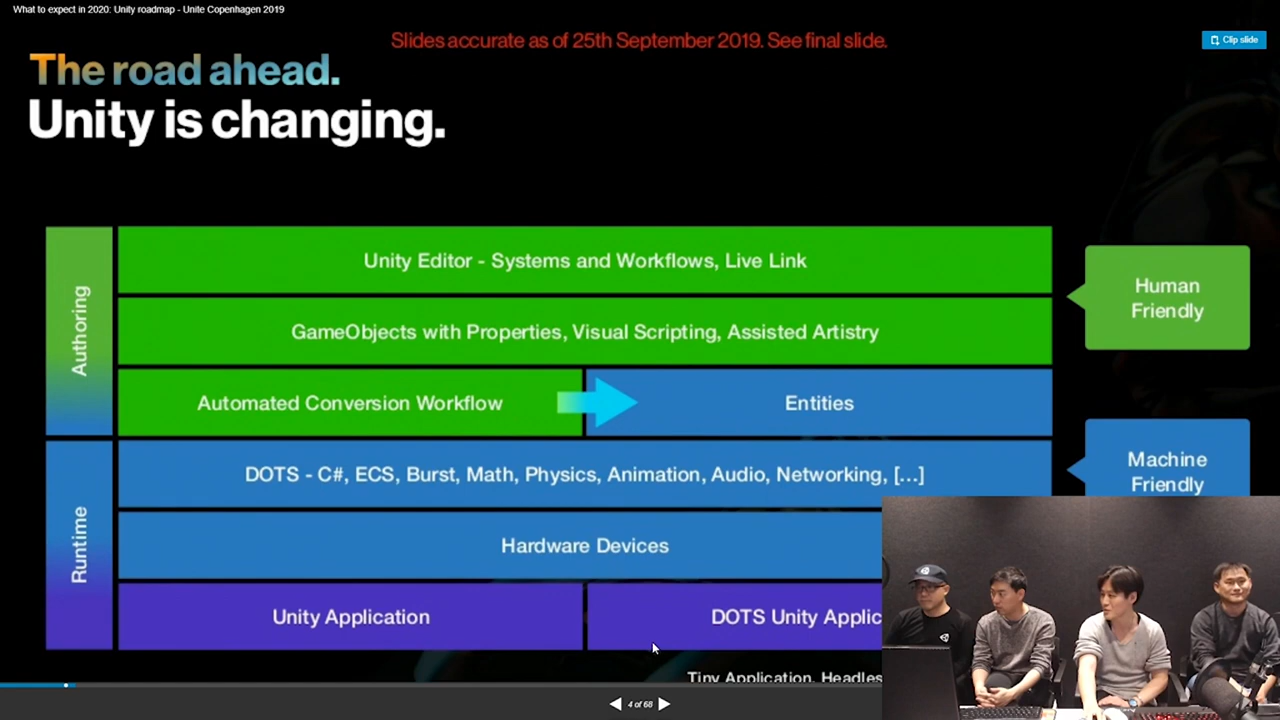 What to expect in 2020: Unity roadmap - Unite Copenhagen 2019
Slides accurate as of 25th September 2019. See final slide.
Clip slide
The road ahead.
Unity is changing.
Authoring
Unity Editor - Systems and Workflows, Live Link
GameObjects with Properties, Visual Scripting, Assisted Artistry
Automated Conversion Workflow
Entities
Human
Friendly
Runtime
DOTS - C#, ECS, Burst, Math, Physics, Animation, Audio, Networking, [...]
Hardware Devices
Unity Application
DOTS Unity Applic
Machine
Friendly
Tiny Application, Headles
4 of 68